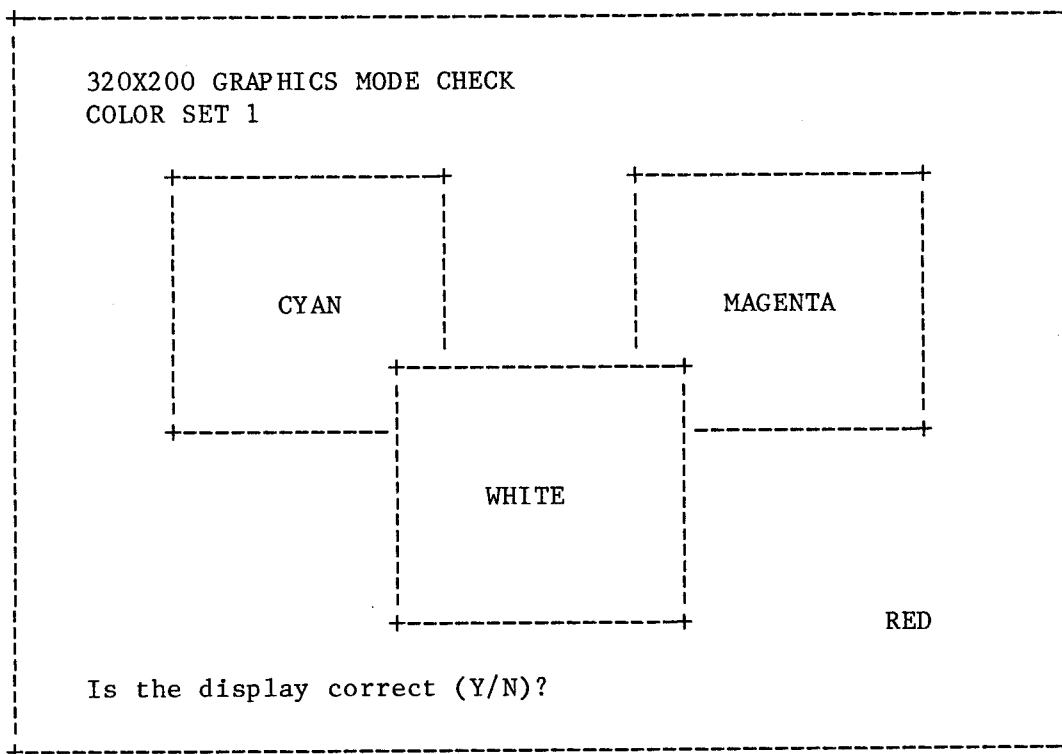 320X200 GRAPHICS MODE CHECK
COLOR SET 1
CYAN
MAGENTA
WHITE
RED
Is the display correct (Y/N)?